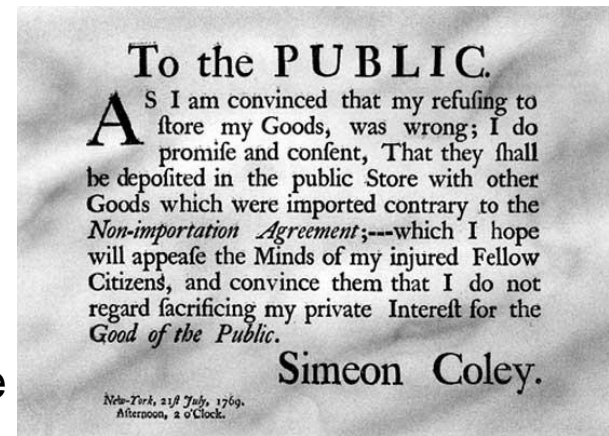 To the PUBLIC.
AS I am convinced that my refuſing to
ſtore my Goods, was wrong; I do
promiſe and conſent, That they ſhall
be depoſited in the public Store with other
Goods which were imported contrary to the
Non-importation Agreement;---which I hope
will appeaſe the Minds of my injured Fellow
Citizens, and convince them that I do not
regard ſacrificing my private Intereſt for the
Good of the Public.
Simeon Coley.
New-York, 21ſt July, 1769.
Afternoon, 2 o'Clock.
e